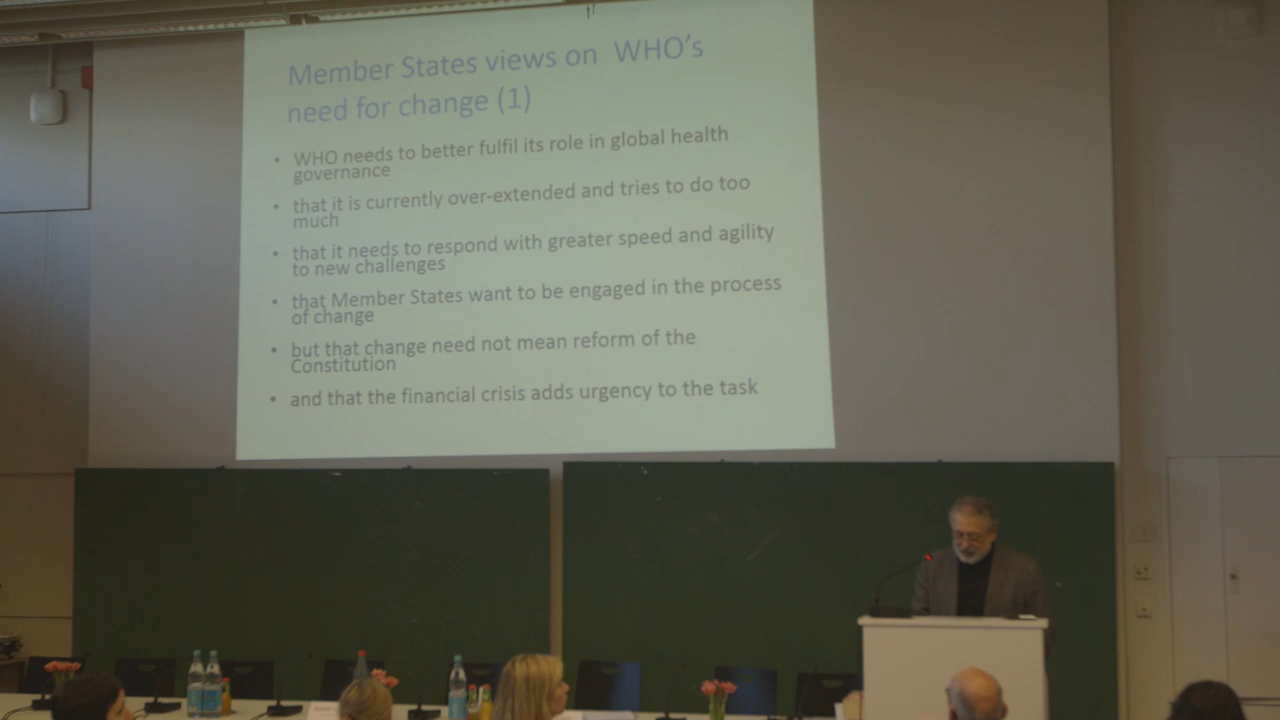 Member States views on WHO's
need for change (1)
• WHO needs to better fulfil its role in global health
governance
• that it is currently over-extended and tries to do too
much
• that it needs to respond with greater speed and agility
to new challenges
• that Member States want to be engaged in the process
of change
• but that change need not mean reform of the
Constitution
• and that the financial crisis adds urgency to the task